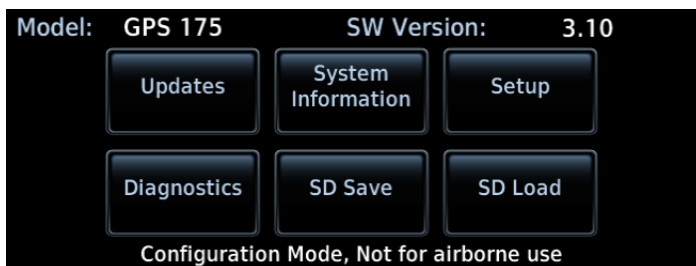 Model: GPS 175 SW Version: 3.10
Updates
System
Information
Setup
Diagnostics
SD Save
SD Load
Configuration Mode, Not for airborne use